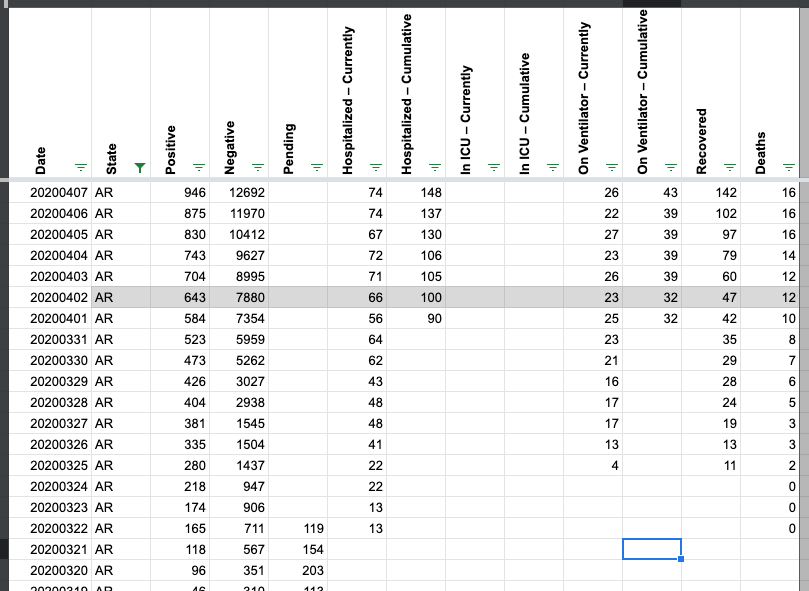 Date State Positive Negative Pending Hospitalized – Currently Hospitalized – Cumulative In ICU – Currently In ICU – Cumulative On Ventilator – Currently On Ventilator – Cumulative Recovered Deaths
20200407 AR 946 12692 74 148 26 43 142 16
20200406 AR 875 11970 74 137 22 39 102 16
20200405 AR 830 10412 67 130 27 39 97 16
20200404 AR 743 9627 72 106 23 39 79 14
20200403 AR 704 8995 71 105 26 39 60 12
20200402 AR 643 7880 66 100 23 32 47 12
20200401 AR 584 7354 56 90 25 32 42 10
20200331 AR 523 5959 64 23 35 8
20200330 AR 473 5262 62 21 29 7
20200329 AR 426 3027 43 16 28 6
20200328 AR 404 2938 48 17 24 5
20200327 AR 381 1545 48 17 19 3
20200326 AR 335 1504 41 13 13 3
20200325 AR 280 1437 22 4 11 2
20200324 AR 218 947 22 0
20200323 AR 174 906 13 0
20200322 AR 165 711 119 13 0
20200321 AR 118 567 154
20200320 AR 96 351 203
20200319 AR 46 310 113